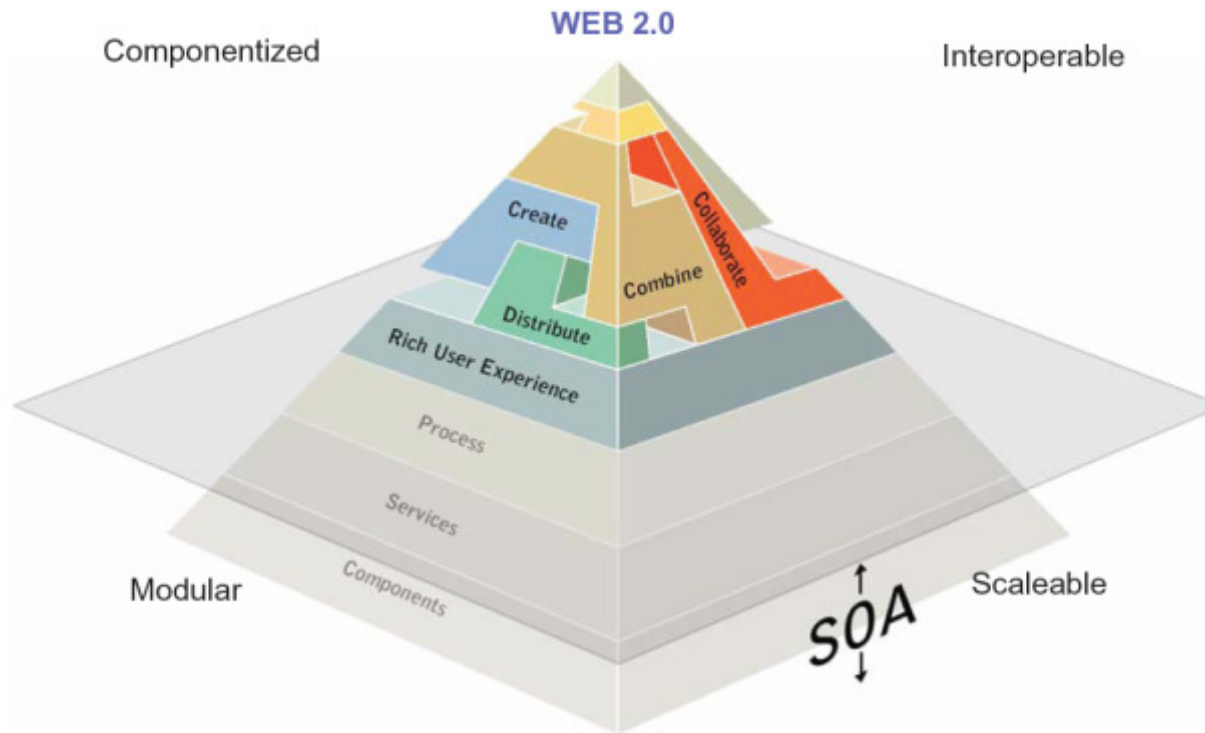 WEB 2.0
Componentized
Interoperable
Create
Collaborate
Combine
Distribute
Rich User Experience
Process
Services
Components
Modular
Scaleable
SOA